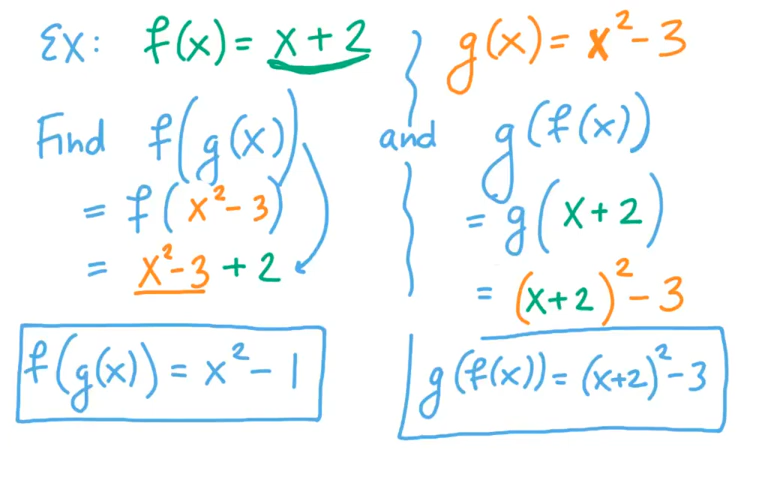 Ex: f(x) = x + 2 g(x) = x² - 3
Find f(g(x)) and g(f(x))
= f(x² - 3)
= x² - 3 + 2
f(g(x)) = x² - 1
= g(x + 2)
= (x + 2)² - 3
g(f(x)) = (x+2)² - 3